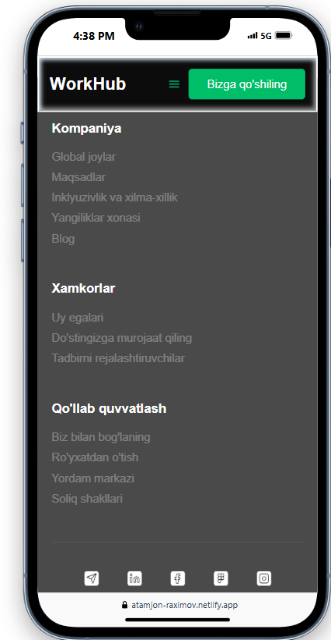 4:38 PM
5G
WorkHub
Bizga qo'shiling
Kompaniya
Global joylar
Maqsadlar
Inklyuzivlik va xilma-xillik
Yangiliklar xonasi
Blog
Xamkorlar
Uy egalari
Do'stingizga murojaat qiling
Tadbirni rejalashtiruvchilar
Qo'llab quvvatlash
Biz bilan bog'laning
Ro'yxatdan o'tish
Yordam markazi
Soliq shakllari
atamjon-raximov.netlify.app